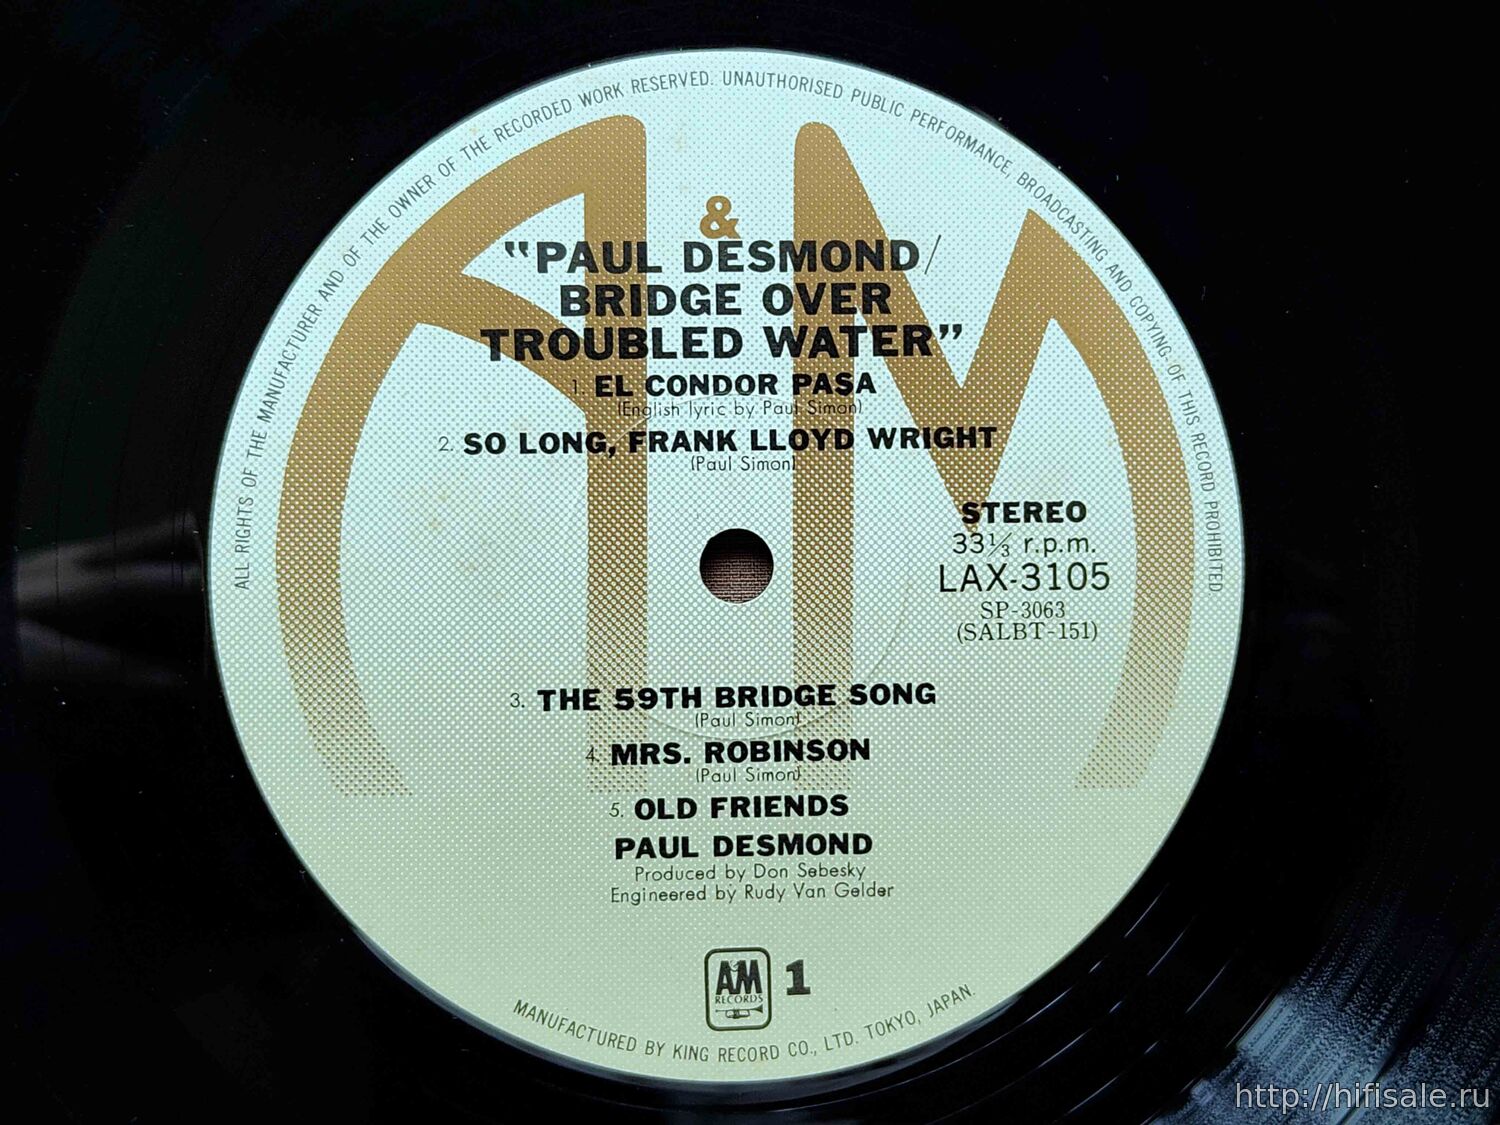 ALL RIGHTS OF THE MANUFACTURER AND OF THE OWNER OF THE RECORDED WORK RESERVED. UNAUTHORISED PUBLIC PERFORMANCE, BROADCASTING AND COPYING OF THIS RECORD PROHIBITED.
&
"PAUL DESMOND/
BRIDGE OVER
TROUBLED WATER"
1. EL CONDOR PASA
(English lyric by Paul Simon)
2. SO LONG, FRANK LLOYD WRIGHT
(Paul Simon)
STEREO
33⅓ r.p.m.
LAX-3105
SP-3063
(SALBT-151)
3. THE 59TH BRIDGE SONG
(Paul Simon)
4. MRS. ROBINSON
(Paul Simon)
5. OLD FRIENDS
PAUL DESMOND
Produced by Don Sebesky
Engineered by Rudy Van Gelder
AM
RECORDS
1
MANUFACTURED BY KING RECORD CO., LTD. TOKYO, JAPAN.
http://hifisale.ru